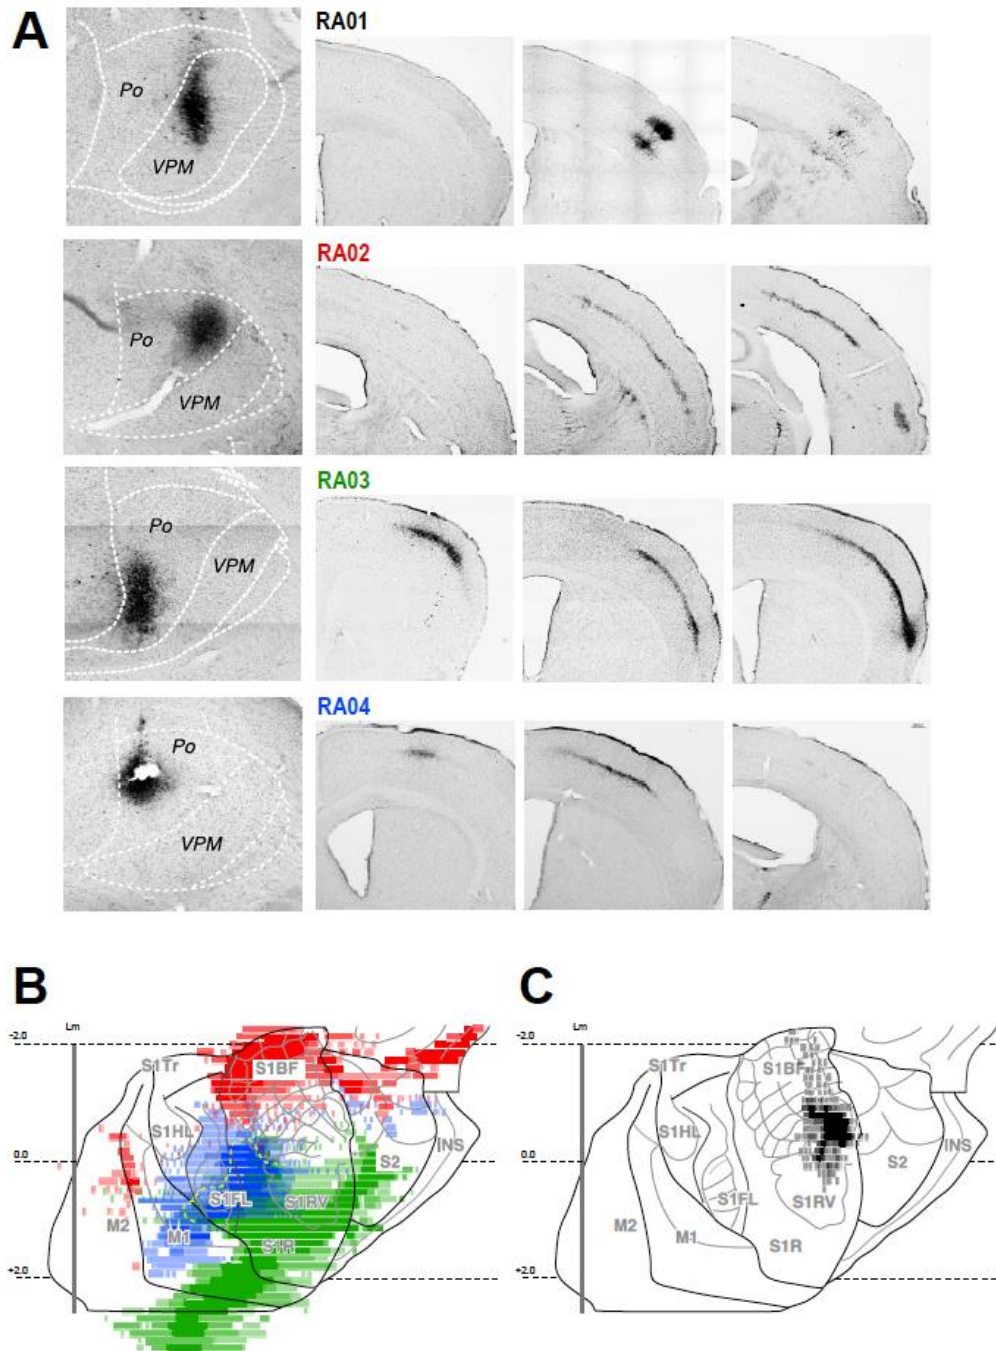 A
RA01
Po
VPM
RA02
Po
VPM
RA03
Po
VPM
RA04
Po
VPM
B
C
Lm
-2.0
S1Tr
S1BF
S1HL
INS
0.0
S2
S1FL
S1RV
M2
M1
S1R
+2.0
Lm
-2.0
S1Tr
S1BF
S1HL
INS
0.0
S2
S1FL
S1RV
M2
M1
S1R
+2.0